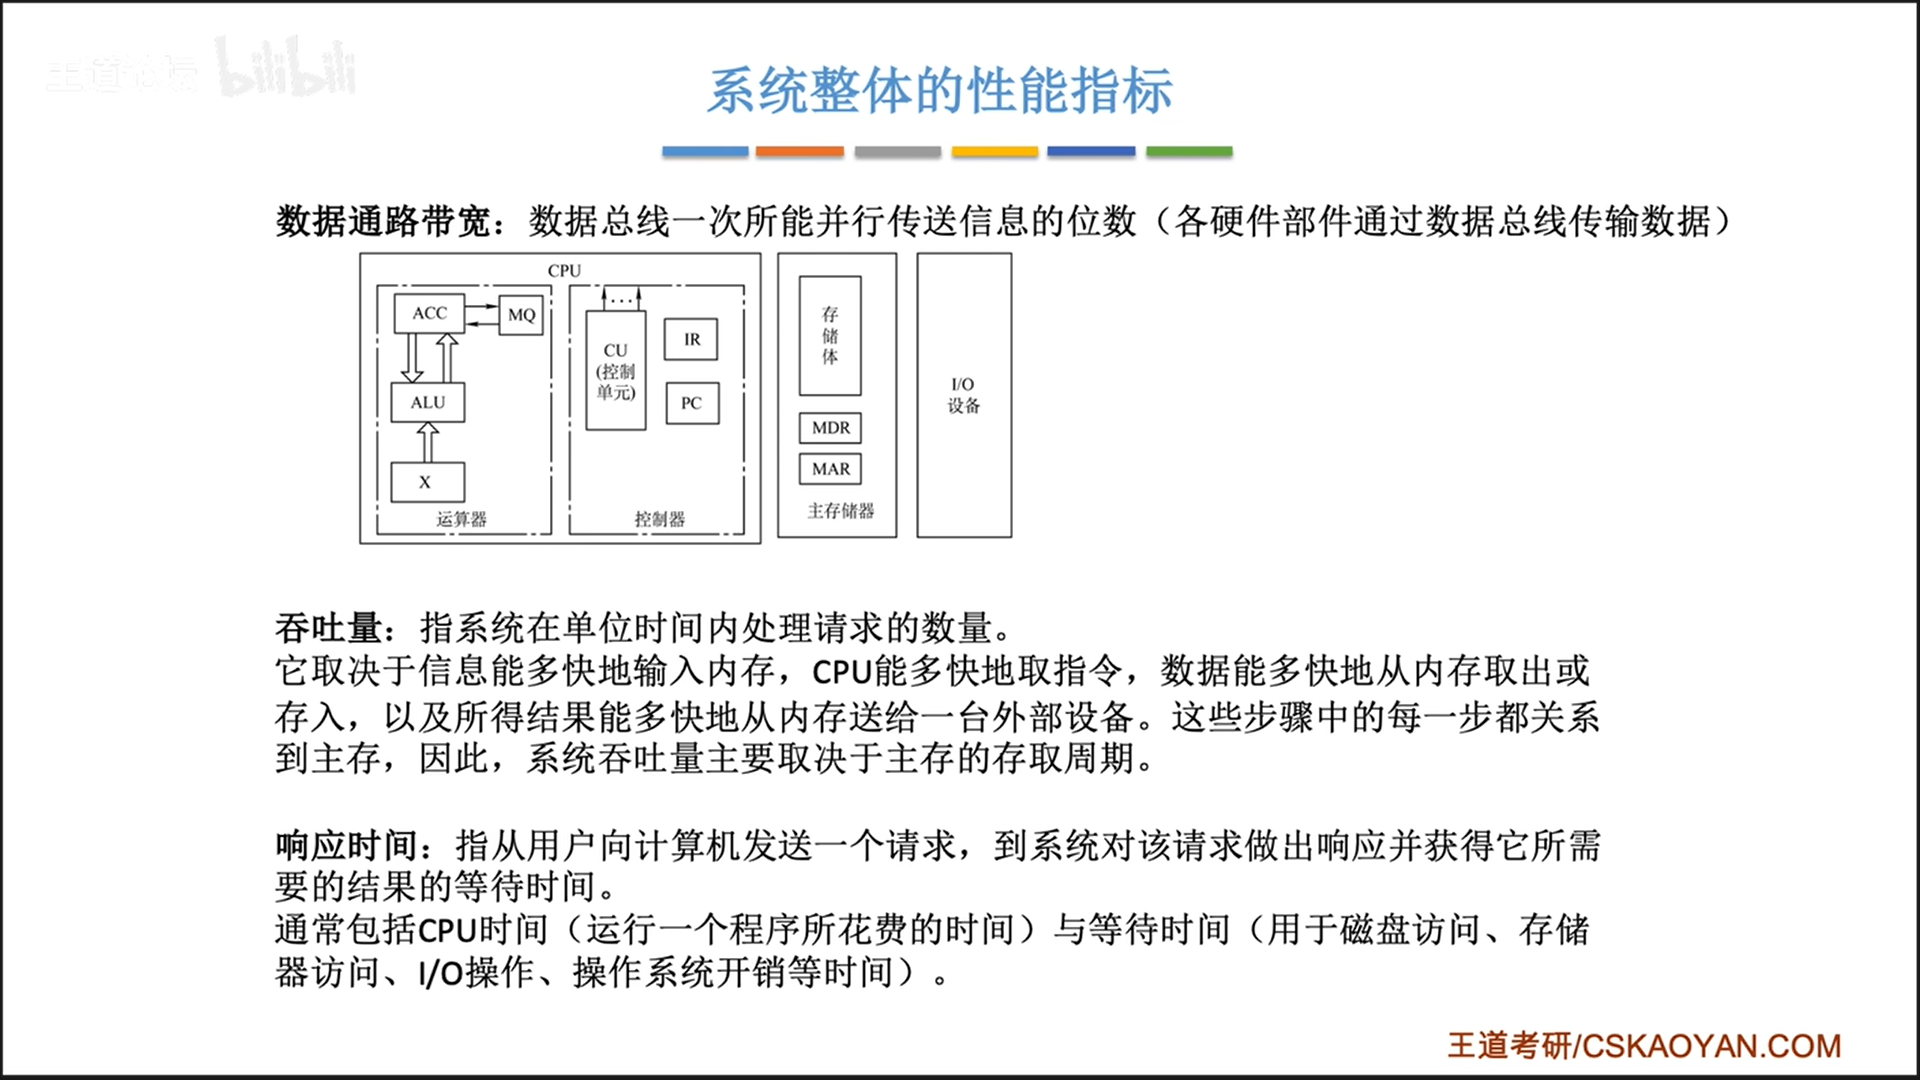 王道论坛 bilibili
系统整体的性能指标
数据通路带宽：数据总线一次所能并行传送信息的位数（各硬件部件通过数据总线传输数据）
CPU
ACC
MQ
ALU
X
运算器
...
CU
(控制
单元)
IR
PC
控制器
存
储
体
MDR
MAR
主存储器
I/O
设备
吞吐量：指系统在单位时间内处理请求的数量。
它取决于信息能多快地输入内存，CPU能多快地取指令，数据能多快地从内存取出或
存入，以及所得结果能多快地从内存送给一台外部设备。这些步骤中的每一步都关系
到主存，因此，系统吞吐量主要取决于主存的存取周期。
响应时间：指从用户向计算机发送一个请求，到系统对该请求做出响应并获得它所需
要的结果的等待时间。
通常包括CPU时间（运行一个程序所花费的时间）与等待时间（用于磁盘访问、存储
器访问、I/O操作、操作系统开销等时间）。
王道考研/CSKAOYAN.COM